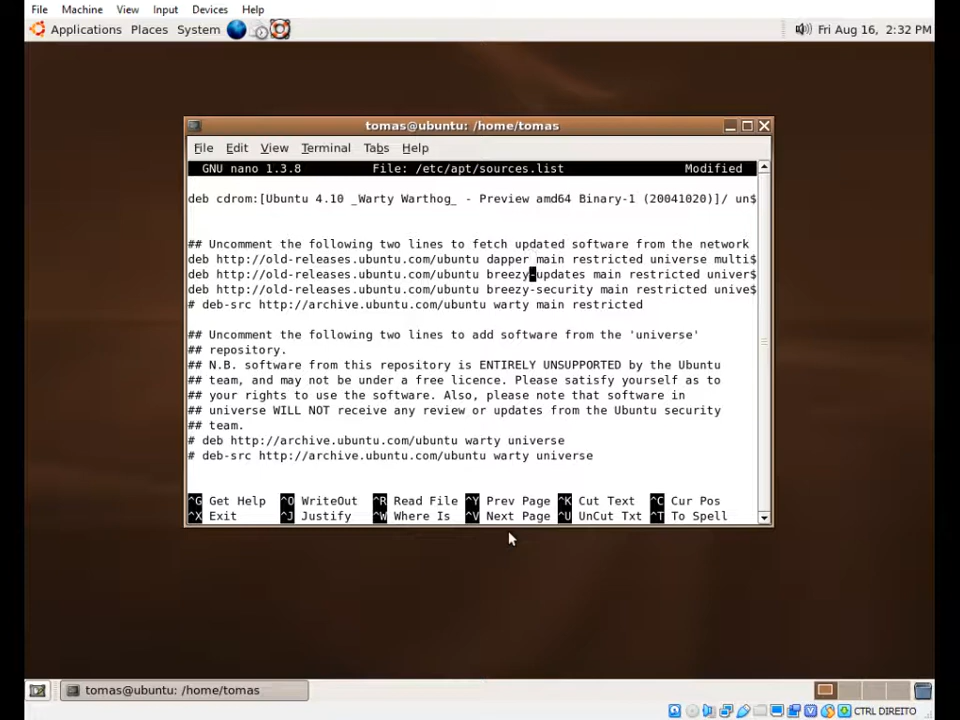 File Machine View Input Devices Help
Applications Places System Fri Aug 16, 2:32 PM
tomas@ubuntu: /home/tomas
File Edit View Terminal Tabs Help
GNU nano 1.3.8 File: /etc/apt/sources.list Modified
deb cdrom:[Ubuntu 4.10 _Warty Warthog_ - Preview amd64 Binary-1 (20041020)]/ un$
## Uncomment the following two lines to fetch updated software from the network
deb http://old-releases.ubuntu.com/ubuntu dapper main restricted universe multi$
deb http://old-releases.ubuntu.com/ubuntu breezy-updates main restricted univer$
deb http://old-releases.ubuntu.com/ubuntu breezy-security main restricted unive$
# deb-src http://archive.ubuntu.com/ubuntu warty main restricted
## Uncomment the following two lines to add software from the 'universe'
## repository.
## N.B. software from this repository is ENTIRELY UNSUPPORTED by the Ubuntu
## team, and may not be under a free licence. Please satisfy yourself as to
## your rights to use the software. Also, please note that software in
## universe WILL NOT receive any review or updates from the Ubuntu security
## team.
# deb http://archive.ubuntu.com/ubuntu warty universe
# deb-src http://archive.ubuntu.com/ubuntu warty universe
^G Get Help ^O WriteOut ^R Read File ^Y Prev Page ^K Cut Text ^C Cur Pos
^X Exit ^J Justify ^W Where Is ^V Next Page ^U UnCut Txt ^T To Spell
tomas@ubuntu: /home/tomas
CTRL DIREITO